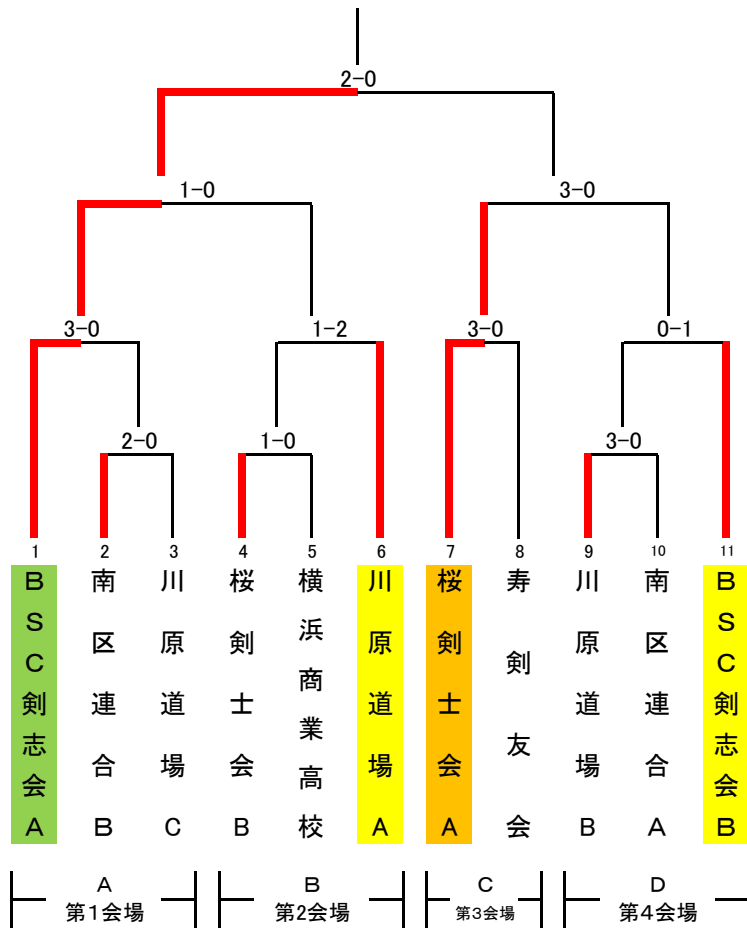 2-0
1-0
3-0
3-0
1-2
3-0
0-1
2-0
1-0
3-0
1
2
3
4
5
6
7
8
9
10
11
BSC剣志会A
南区連合B
川原道場C
桜剣士会B
横浜商業高校
川原道場A
桜剣士会A
寿剣友会
川原道場B
南区連合A
BSC剣志会B
A
第1会場
B
第2会場
C
第3会場
D
第4会場